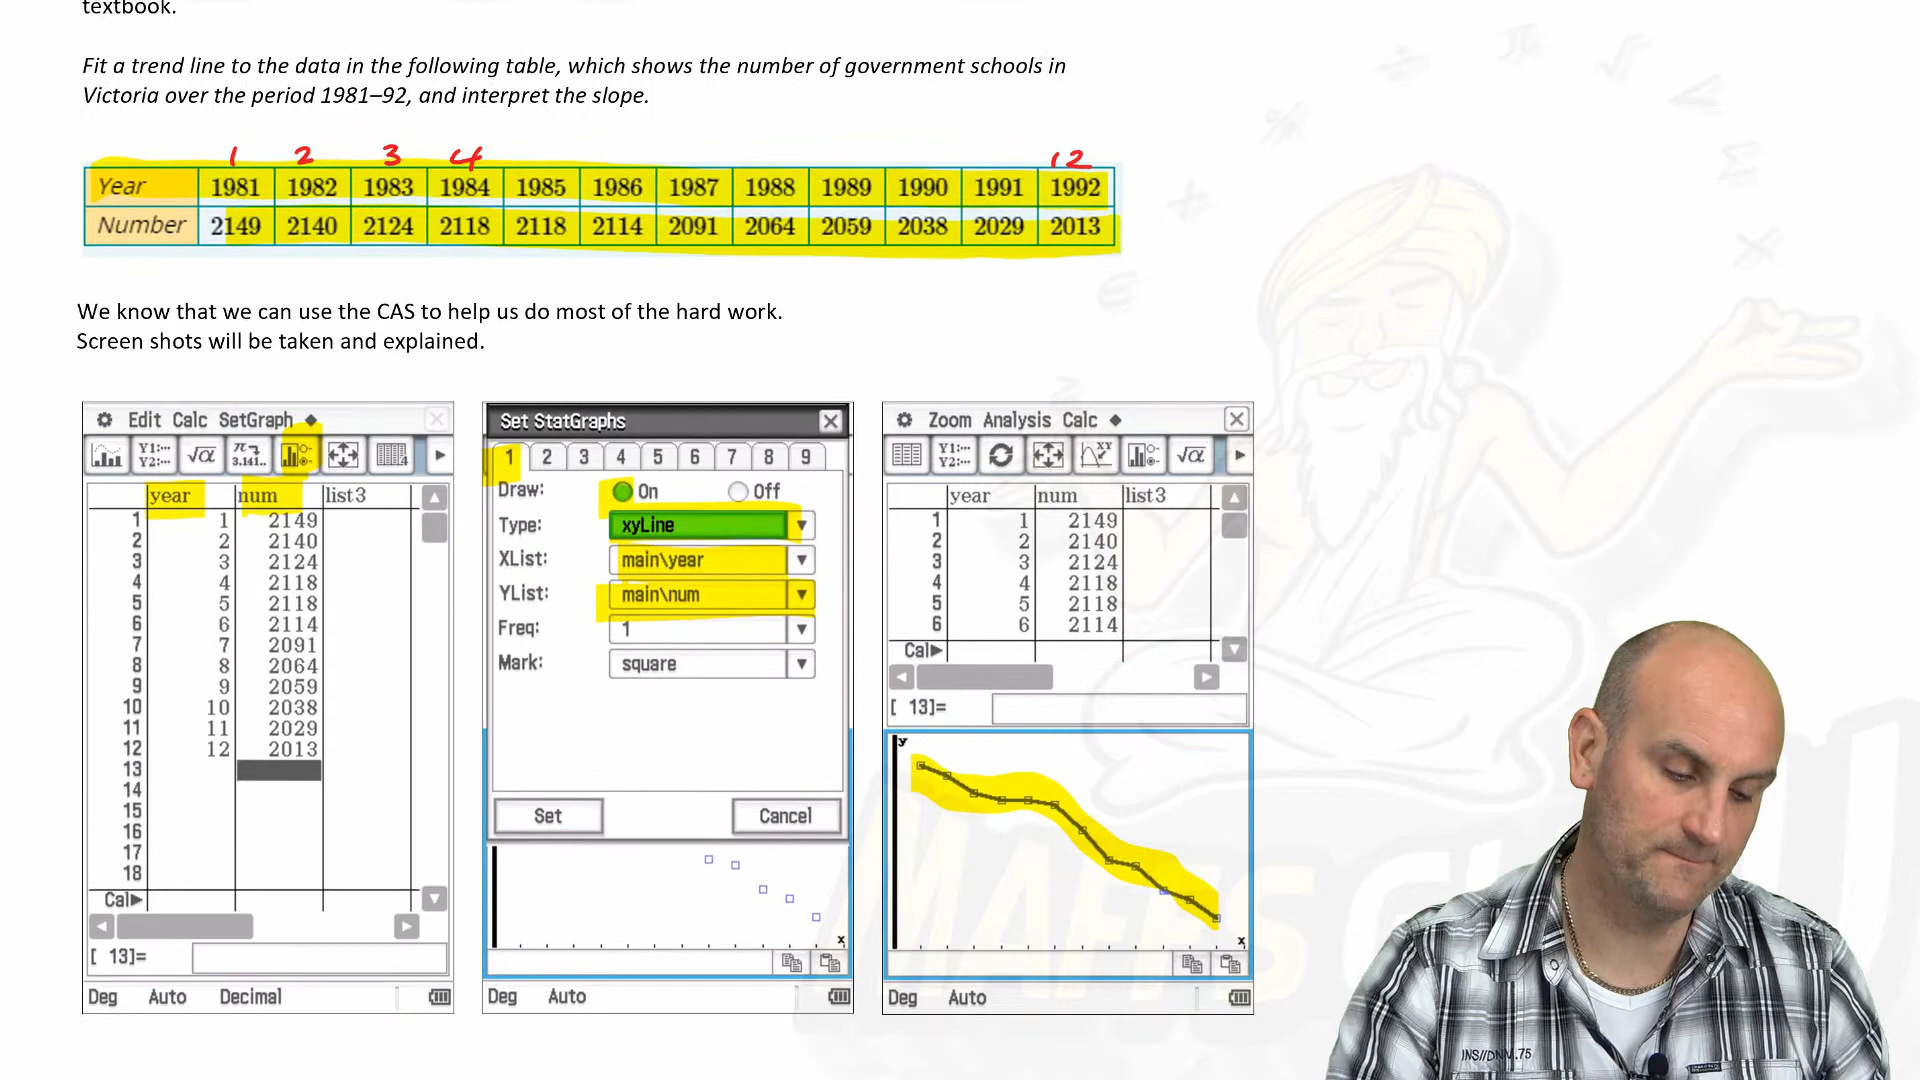 textbook.
Fit a trend line to the data in the following table, which shows the number of government schools in
Victoria over the period 1981–92, and interpret the slope.
1 2 3 4 12
Year 1981 1982 1983 1984 1985 1986 1987 1988 1989 1990 1991 1992
Number 2149 2140 2124 2118 2118 2114 2091 2064 2059 2038 2029 2013
We know that we can use the CAS to help us do most of the hard work.
Screen shots will be taken and explained.
Edit Calc SetGraph
Y1:···
Y2:···
√α
3.141..
year num list3
1 1 2149
2 2 2140
3 3 2124
4 4 2118
5 5 2118
6 6 2114
7 7 2091
8 8 2064
9 9 2059
10 10 2038
11 11 2029
12 12 2013
13
14
15
16
17
18
Cal▶
[ 13]=
Deg Auto Decimal
Set StatGraphs
1 2 3 4 5 6 7 8 9
Draw: On Off
Type: xyLine
XList: main\year
YList: main\num
Freq: 1
Mark: square
Set Cancel
x
Deg Auto
Zoom Analysis Calc
Y1:···
Y2:···
XY
√α
year num list3
1 1 2149
2 2 2140
3 3 2124
4 4 2118
5 5 2118
6 6 2114
Cal▶
[ 13]=
y
x
Deg Auto
INS//DNM.75